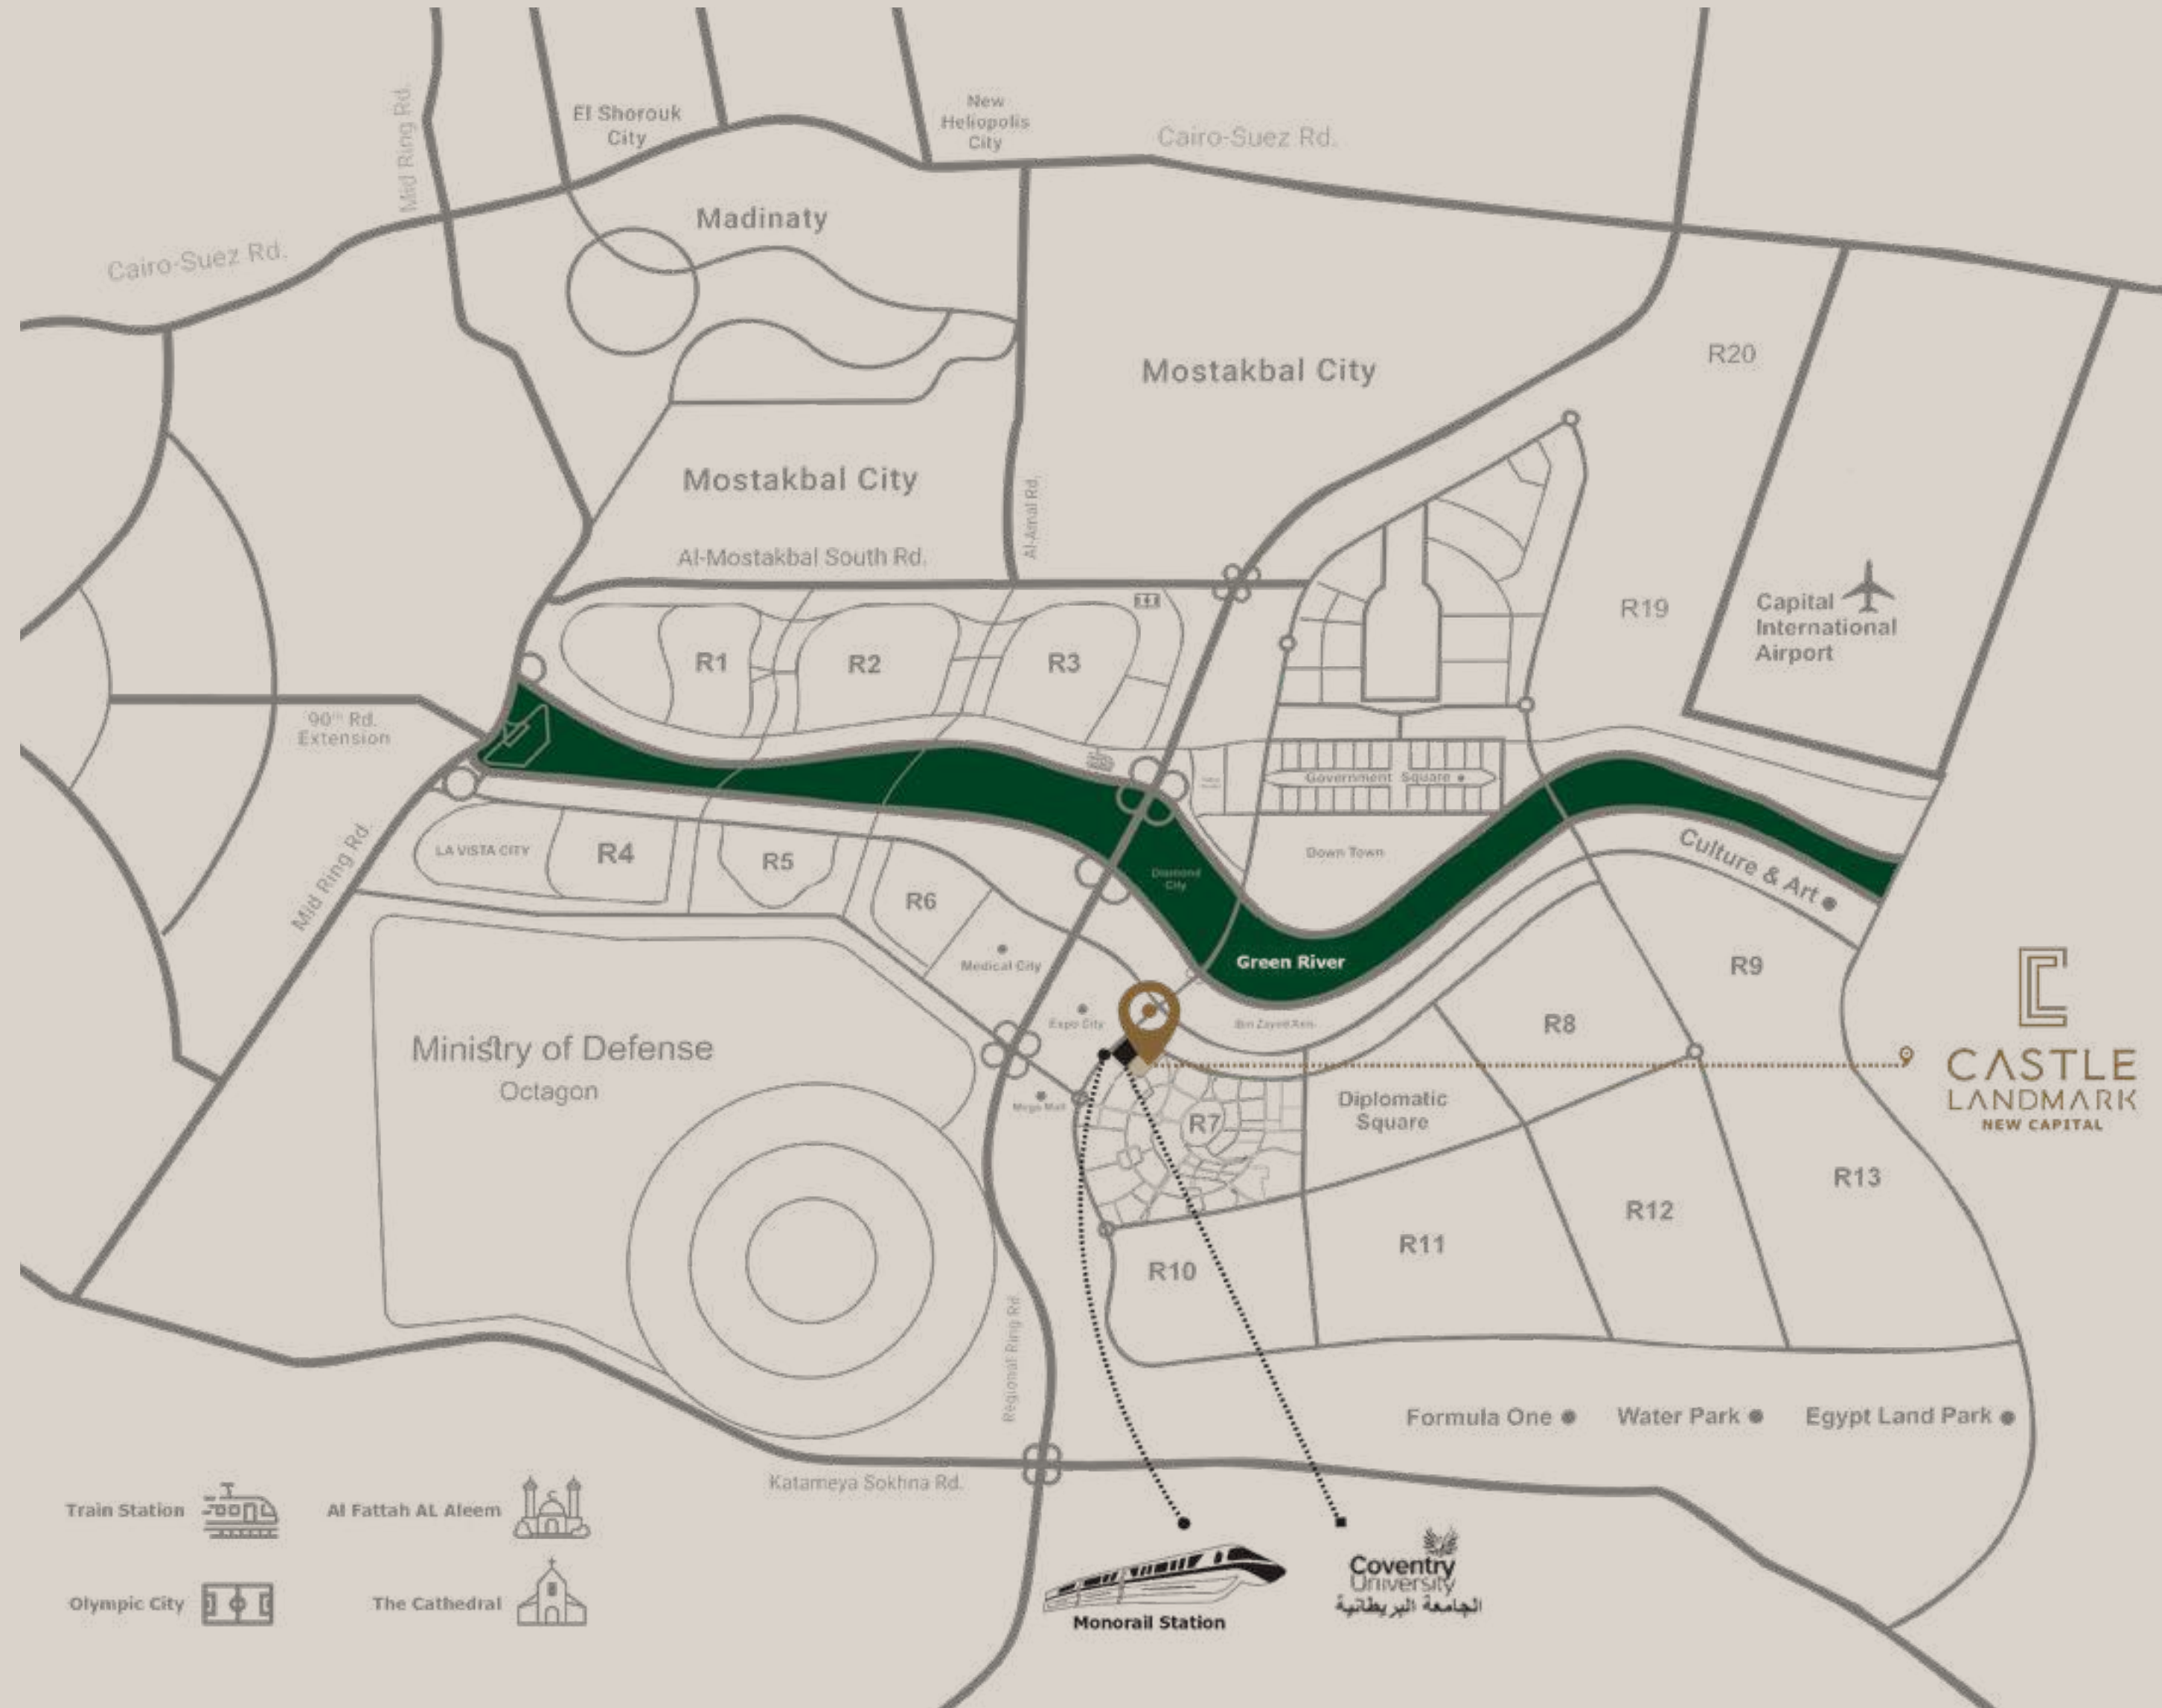 El Shorouk
City
New
Heliopolis
City
Cairo-Suez Rd.
Mid Ring Rd.
Madinaty
Cairo-Suez Rd.
R20
Mostakbal City
Mostakbal City
Al-Amal Rd.
Al-Mostakbal South Rd.
R19
Capital
International
Airport
R1
R2
R3
90th Rd.
Extension
Government Square
LA VISTA CITY
R4
R5
Down Town
Culture & Art
Diamond
City
Mid Ring Rd.
R6
Medical City
Green River
R9
Expo City
Bin Zayed Axis
R8
Ministry of Defense
Octagon
CASTLE
LANDMARK
NEW CAPITAL
Mega Mall
R7
Diplomatic
Square
R13
R12
R11
R10
Regional Ring Rd.
Formula One
Water Park
Egypt Land Park
Katameya Sokhna Rd.
Train Station
Al Fattah AL Aleem
Olympic City
The Cathedral
Monorail Station
Coventry
University
الجامعة البريطانية